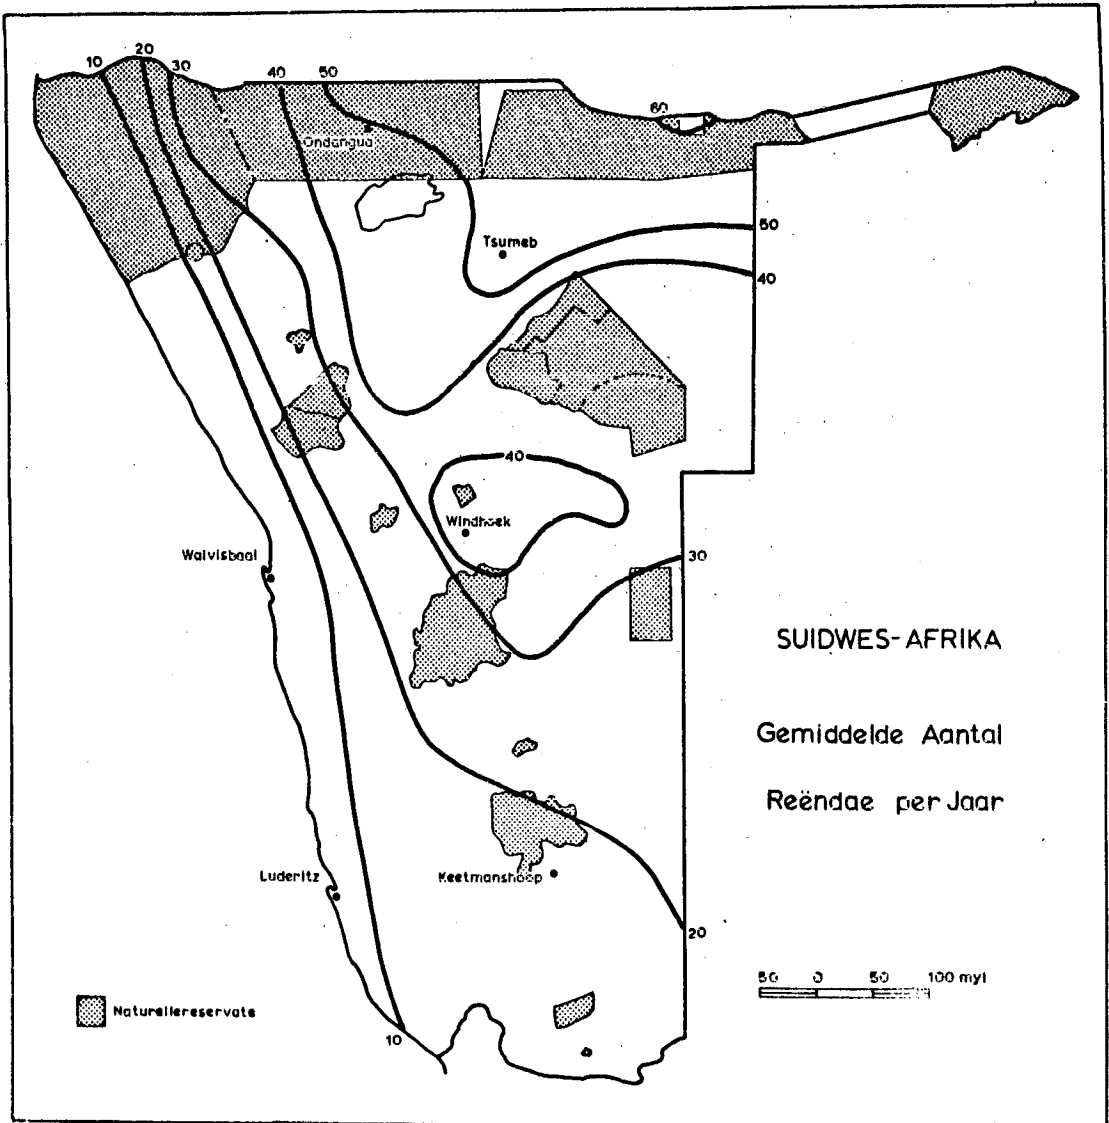 10 20 30 40 50
60
Ondangua
Tsumeb
50
40
40
Windhoek
Walvisbaai
30
SUIDWES-AFRIKA
Gemiddelde Aantal
Reëndae per Jaar
Luderitz
Keetmanshoop
20
50 0 50 100 myl
Naturellereservate
10